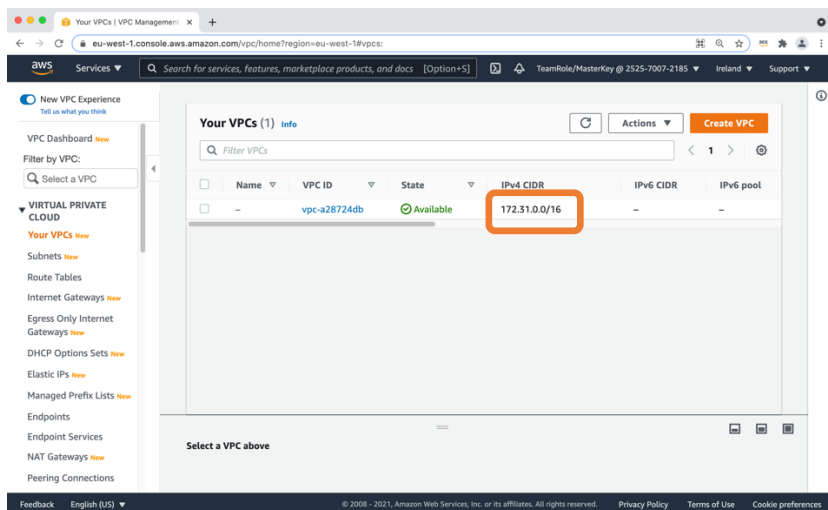 Your VPCs | VPC Management
eu-west-1.console.aws.amazon.com/vpc/home?region=eu-west-1#vpcs:
aws Services ▼ Search for services, features, marketplace products, and docs [Option+S] TeamRole/MasterKey @ 2525-7007-2185 ▼ Ireland ▼ Support ▼
New VPC Experience
Tell us what you think
VPC Dashboard New
Filter by VPC:
Select a VPC
VIRTUAL PRIVATE
CLOUD
Your VPCs New
Subnets New
Route Tables
Internet Gateways New
Egress Only Internet
Gateways New
DHCP Options Sets New
Elastic IPs New
Managed Prefix Lists New
Endpoints
Endpoint Services
NAT Gateways New
Peering Connections
Your VPCs (1) Info
Actions ▼ Create VPC
Filter VPCs
1
Name VPC ID State IPv4 CIDR IPv6 CIDR IPv6 pool
– vpc-a28724db Available 172.31.0.0/16 – –
Select a VPC above
Feedback English (US) ▼ © 2008 - 2021, Amazon Web Services, Inc. or its affiliates. All rights reserved. Privacy Policy Terms of Use Cookie preferences